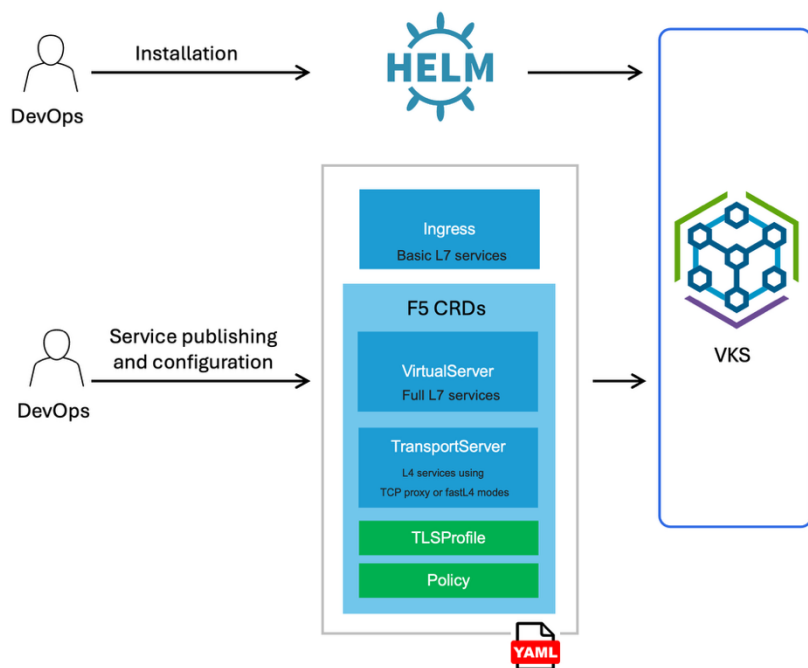 Installation
HELM
DevOps
Ingress
Basic L7 services
F5 CRDs
Service publishing
and configuration
VirtualServer
Full L7 services
VKS
DevOps
TransportServer
L4 services using
TCP proxy or fastL4 modes
TLSProfile
Policy
YAML